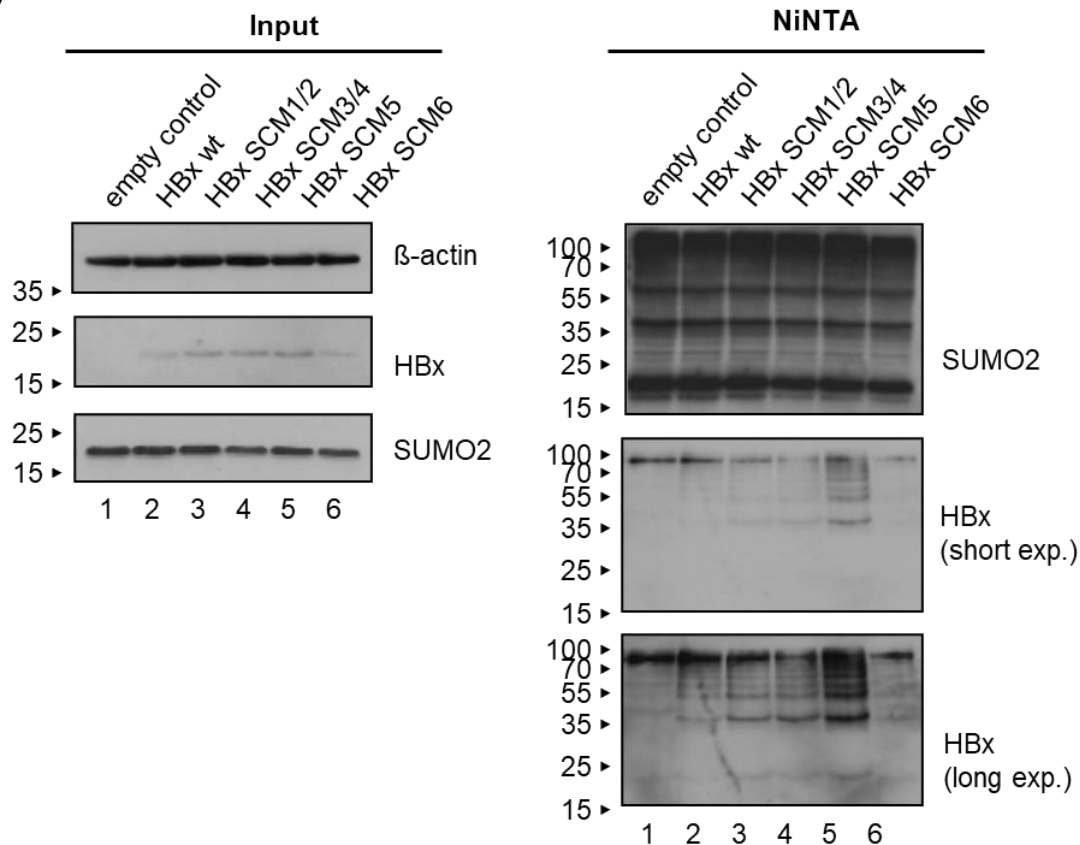 Input
empty control
HBx wt
HBx SCM1/2
HBx SCM3/4
HBx SCM5
HBx SCM6
ß-actin
35 ►
25 ►
HBx
15 ►
25 ►
SUMO2
15 ►
1 2 3 4 5 6
NiNTA
empty control
HBx wt
HBx SCM1/2
HBx SCM3/4
HBx SCM5
HBx SCM6
100 ►
70 ►
55 ►
35 ►
25 ►
SUMO2
15 ►
100 ►
70 ►
55 ►
35 ►
HBx
(short exp.)
25 ►
15 ►
100 ►
70 ►
55 ►
35 ►
HBx
(long exp.)
25 ►
15 ►
1 2 3 4 5 6